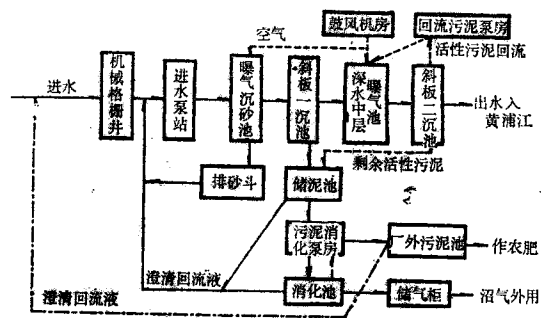 空气
鼓风机房
回流污泥泵房
活性污泥回流
进水
机械格栅井
进水泵站
曝气沉砂池
斜板一沉池
深水中层
曝气池
斜板二沉池
出水入
黄浦江
剩余活性污泥
排砂斗
储泥池
污泥消
化泵房
厂外污泥池
作农肥
澄清回流液
澄清回流液
消化池
储气柜
沼气外用